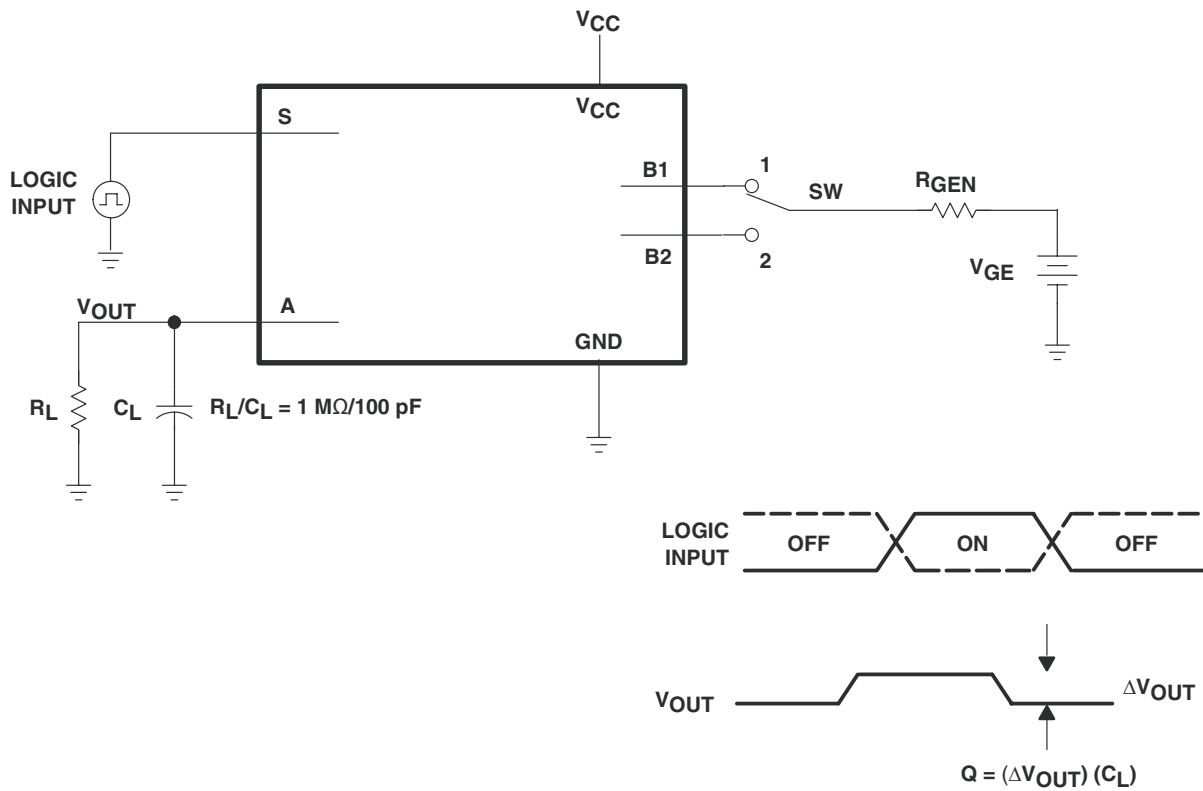 VCC
VCC
S
LOGIC
INPUT
B1
1
SW
RGEN
B2
2
VGE
VOUT
A
GND
RL
CL
RL/CL = 1 MΩ/100 pF
LOGIC
INPUT
OFF
ON
OFF
VOUT
ΔVOUT
Q = (ΔVOUT) (CL)